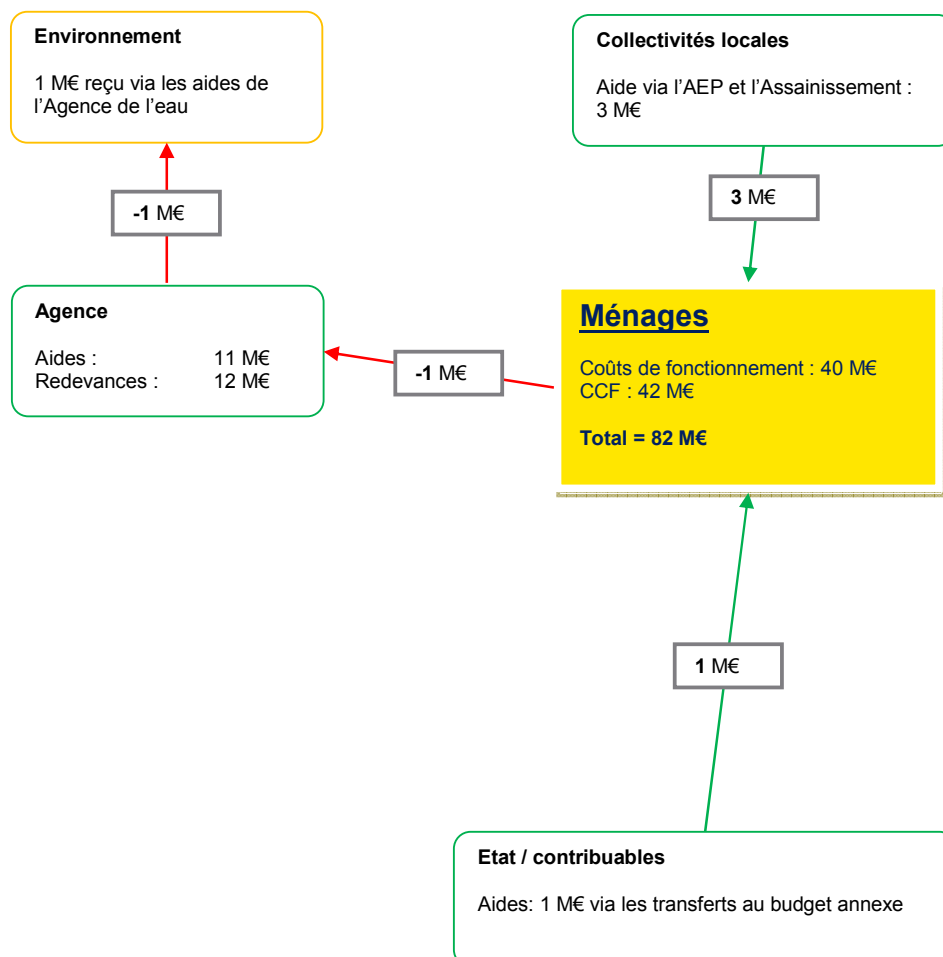 Environnement
1 M€ reçu via les aides de
l'Agence de l'eau
Collectivités locales
Aide via l'AEP et l'Assainissement :
3 M€
-1 M€
3 M€
Agence
Aides : 11 M€
Redevances : 12 M€
-1 M€
Ménages
Coûts de fonctionnement : 40 M€
CCF : 42 M€
Total = 82 M€
1 M€
Etat / contribuables
Aides: 1 M€ via les transferts au budget annexe